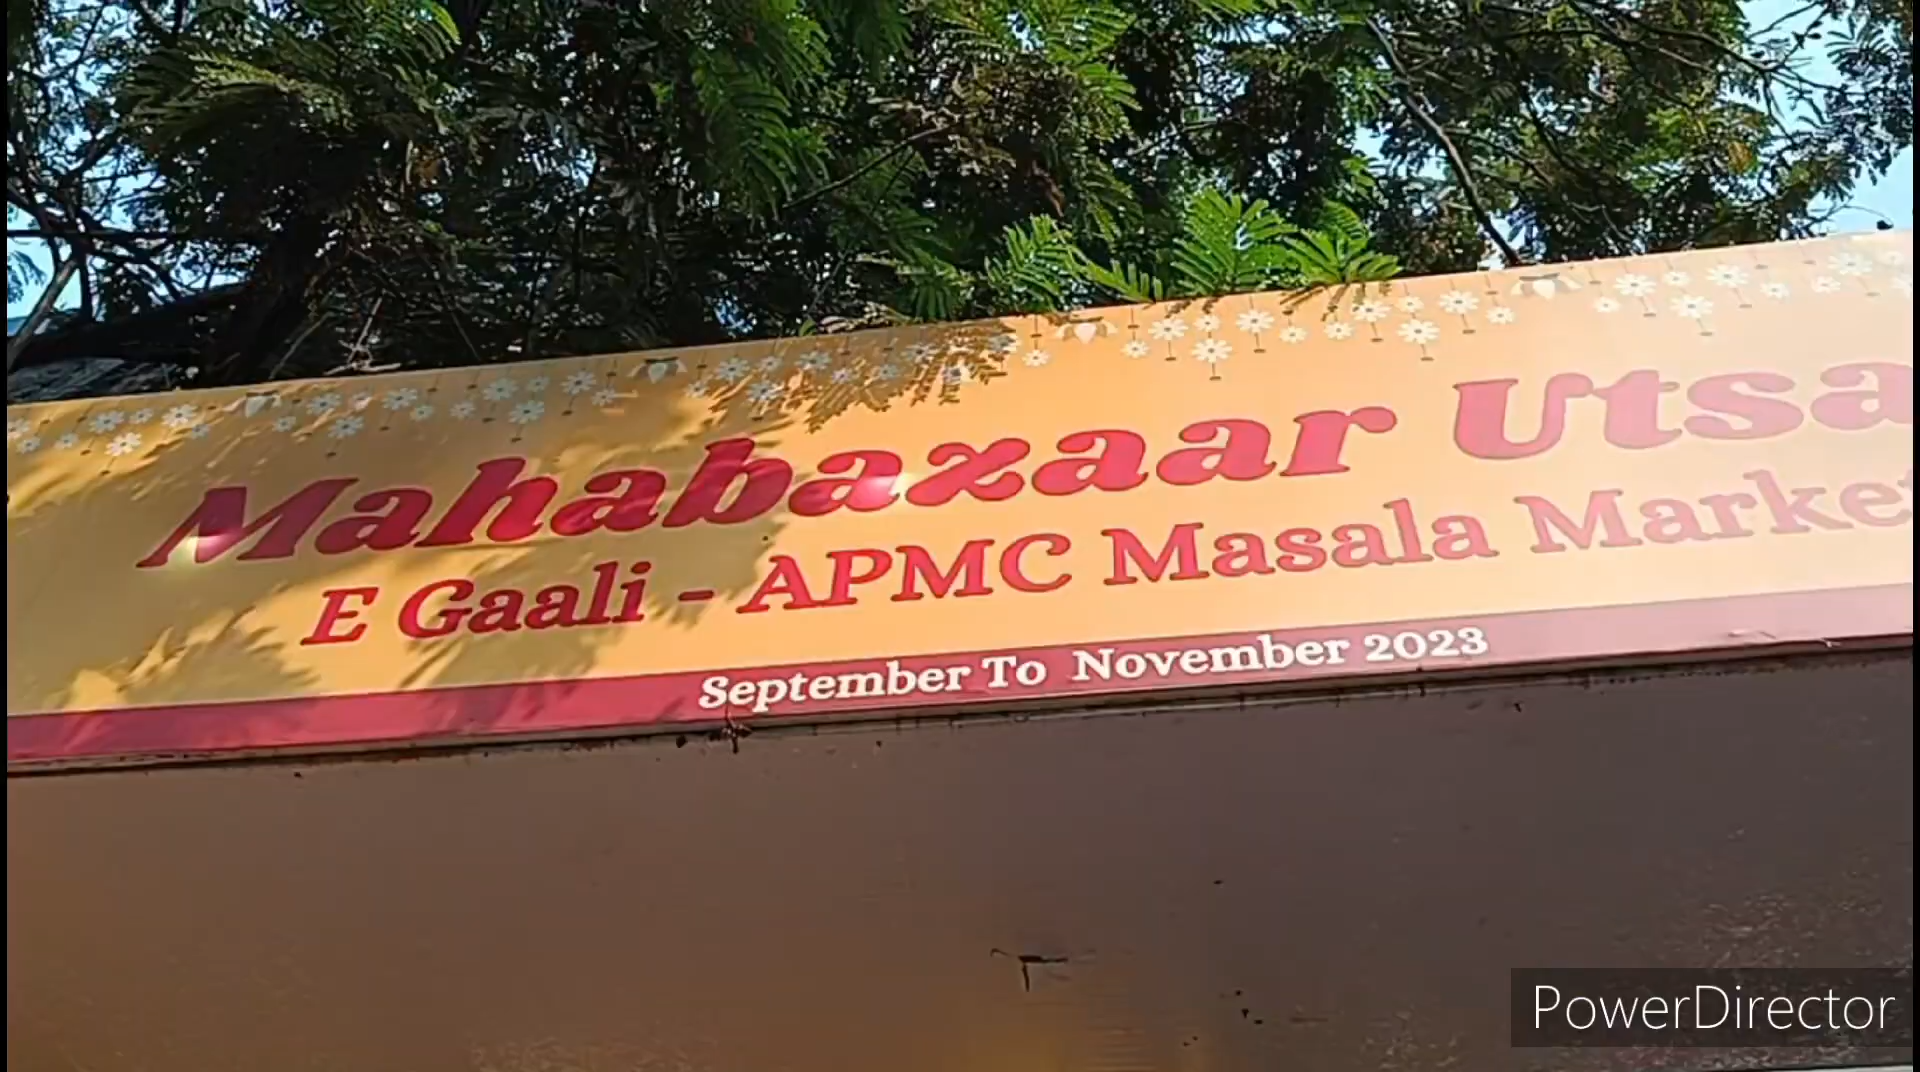 Mahabazaar Utsa
E Gaali - APMC Masala Marke
September To November 2023
PowerDirector